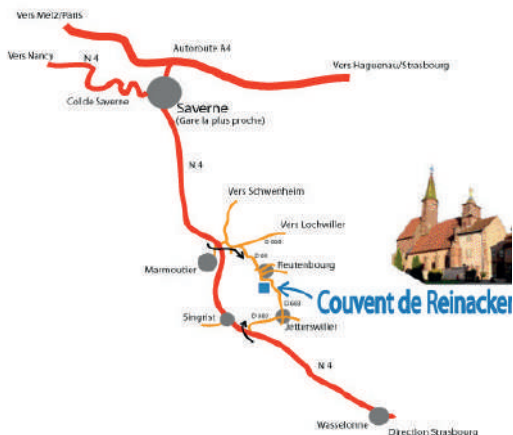 Vers Metz/Paris
Autoroute A4
Vers Nancy
N 4
Vers Haguenau/Strasbourg
Col de Saverne
Saverne
(Gare la plus proche)
N 4
Vers Schwenheim
Vers Lochwiller
Reutenbourg
Marmoutier
Couvent de Reinacker
Singrist
Jetterswiller
N 4
Wasselonne
Direction Strasbourg